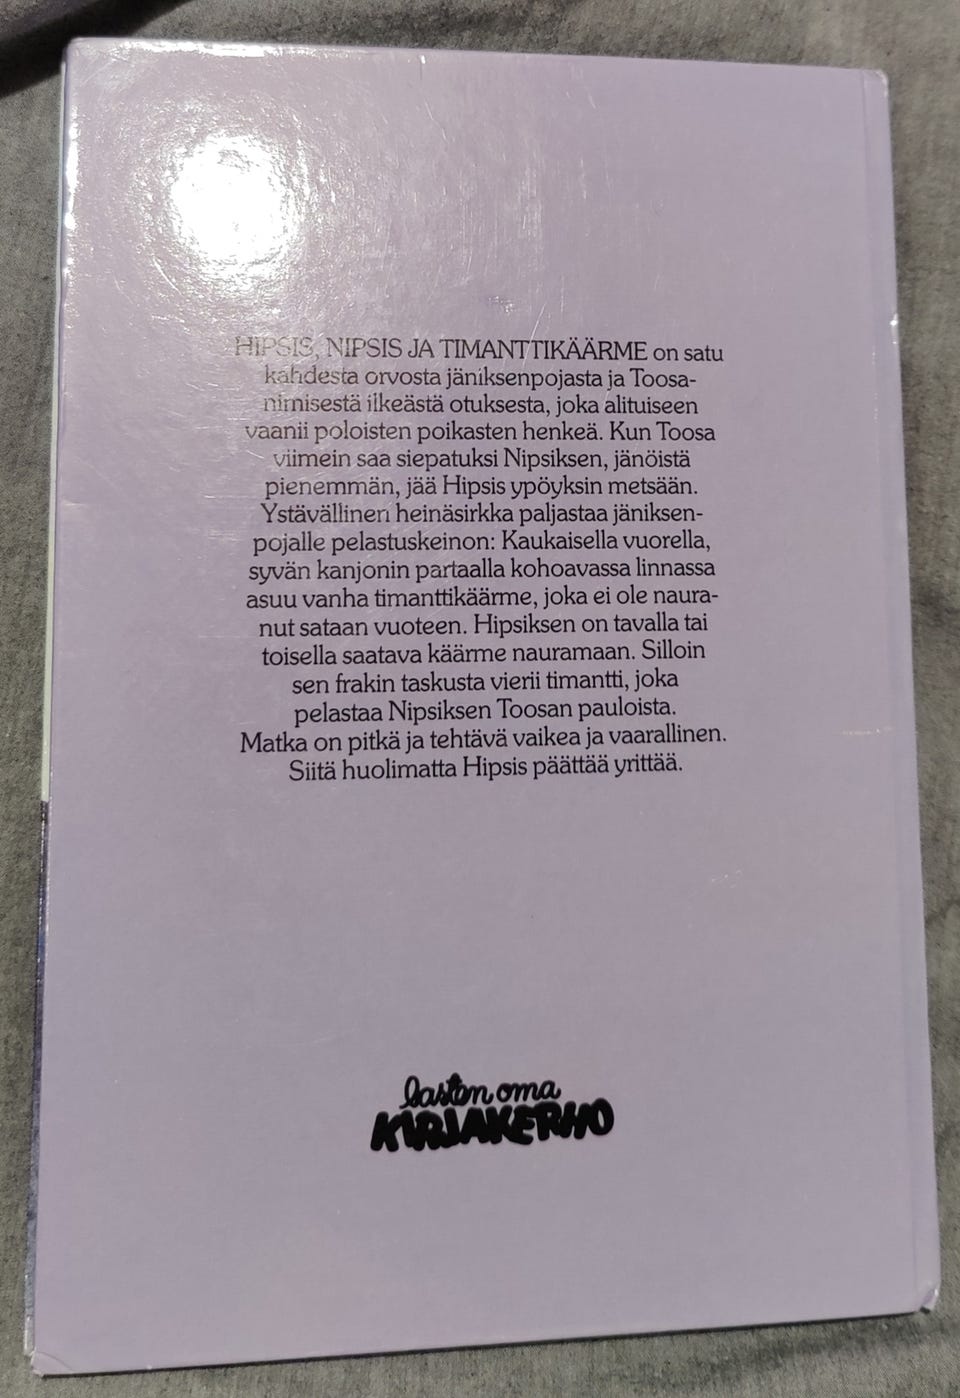 HIPSIS, NIPSIS JA TIMANTTIKÄÄRME on satu
kahdesta orvosta jäniksenpojasta ja Toosa-
nimisestä ilkeästä otuksesta, joka alituiseen
vaanii poloisten poikasten henkeä. Kun Toosa
viimein saa siepatuksi Nipsiksen, jänöistä
pienemmän, jää Hipsis ypöyksin metsään.
Ystävällinen heinäsirkka paljastaa jäniksen-
pojalle pelastuskeinon: Kaukaisella vuorella,
syvän kanjonin partaalla kohoavassa linnassa
asuu vanha timanttikäärme, joka ei ole naura-
nut sataan vuoteen. Hipsiksen on tavalla tai
toisella saatava käärme nauramaan. Silloin
sen frakin taskusta vierii timantti, joka
pelastaa Nipsiksen Toosan pauloista.
Matka on pitkä ja tehtävä vaikea ja vaarallinen.
Siitä huolimatta Hipsis päättää yrittää.
lasten oma
KIRJAKERHO